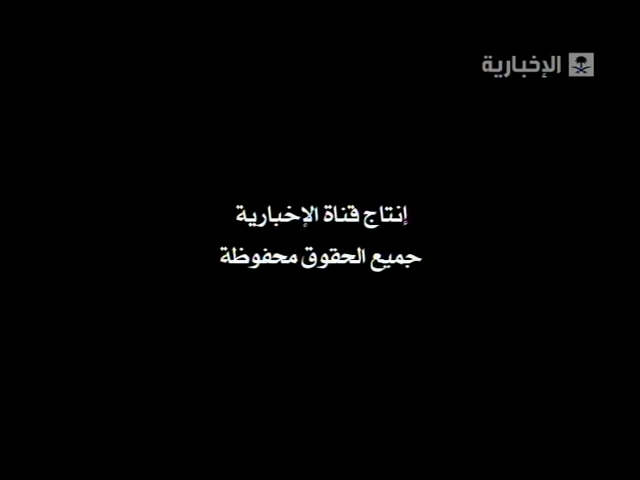 الإخبارية
إنتاج قناة الإخبارية
جميع الحقوق محفوظة